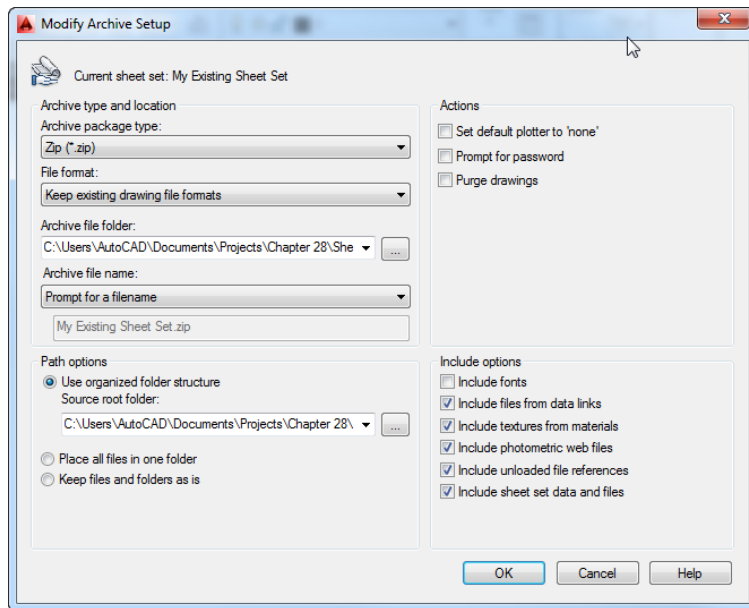 Modify Archive Setup
Current sheet set: My Existing Sheet Set
Archive type and location
Archive package type:
Zip (*.zip)
File format:
Keep existing drawing file formats
Archive file folder:
C:\Users\AutoCAD\Documents\Projects\Chapter 28\She
...
Archive file name:
Prompt for a filename
My Existing Sheet Set.zip
Path options
Use organized folder structure
Source root folder:
C:\Users\AutoCAD\Documents\Projects\Chapter 28\
...
Place all files in one folder
Keep files and folders as is
Actions
Set default plotter to 'none'
Prompt for password
Purge drawings
Include options
Include fonts
Include files from data links
Include textures from materials
Include photometric web files
Include unloaded file references
Include sheet set data and files
OK Cancel Help